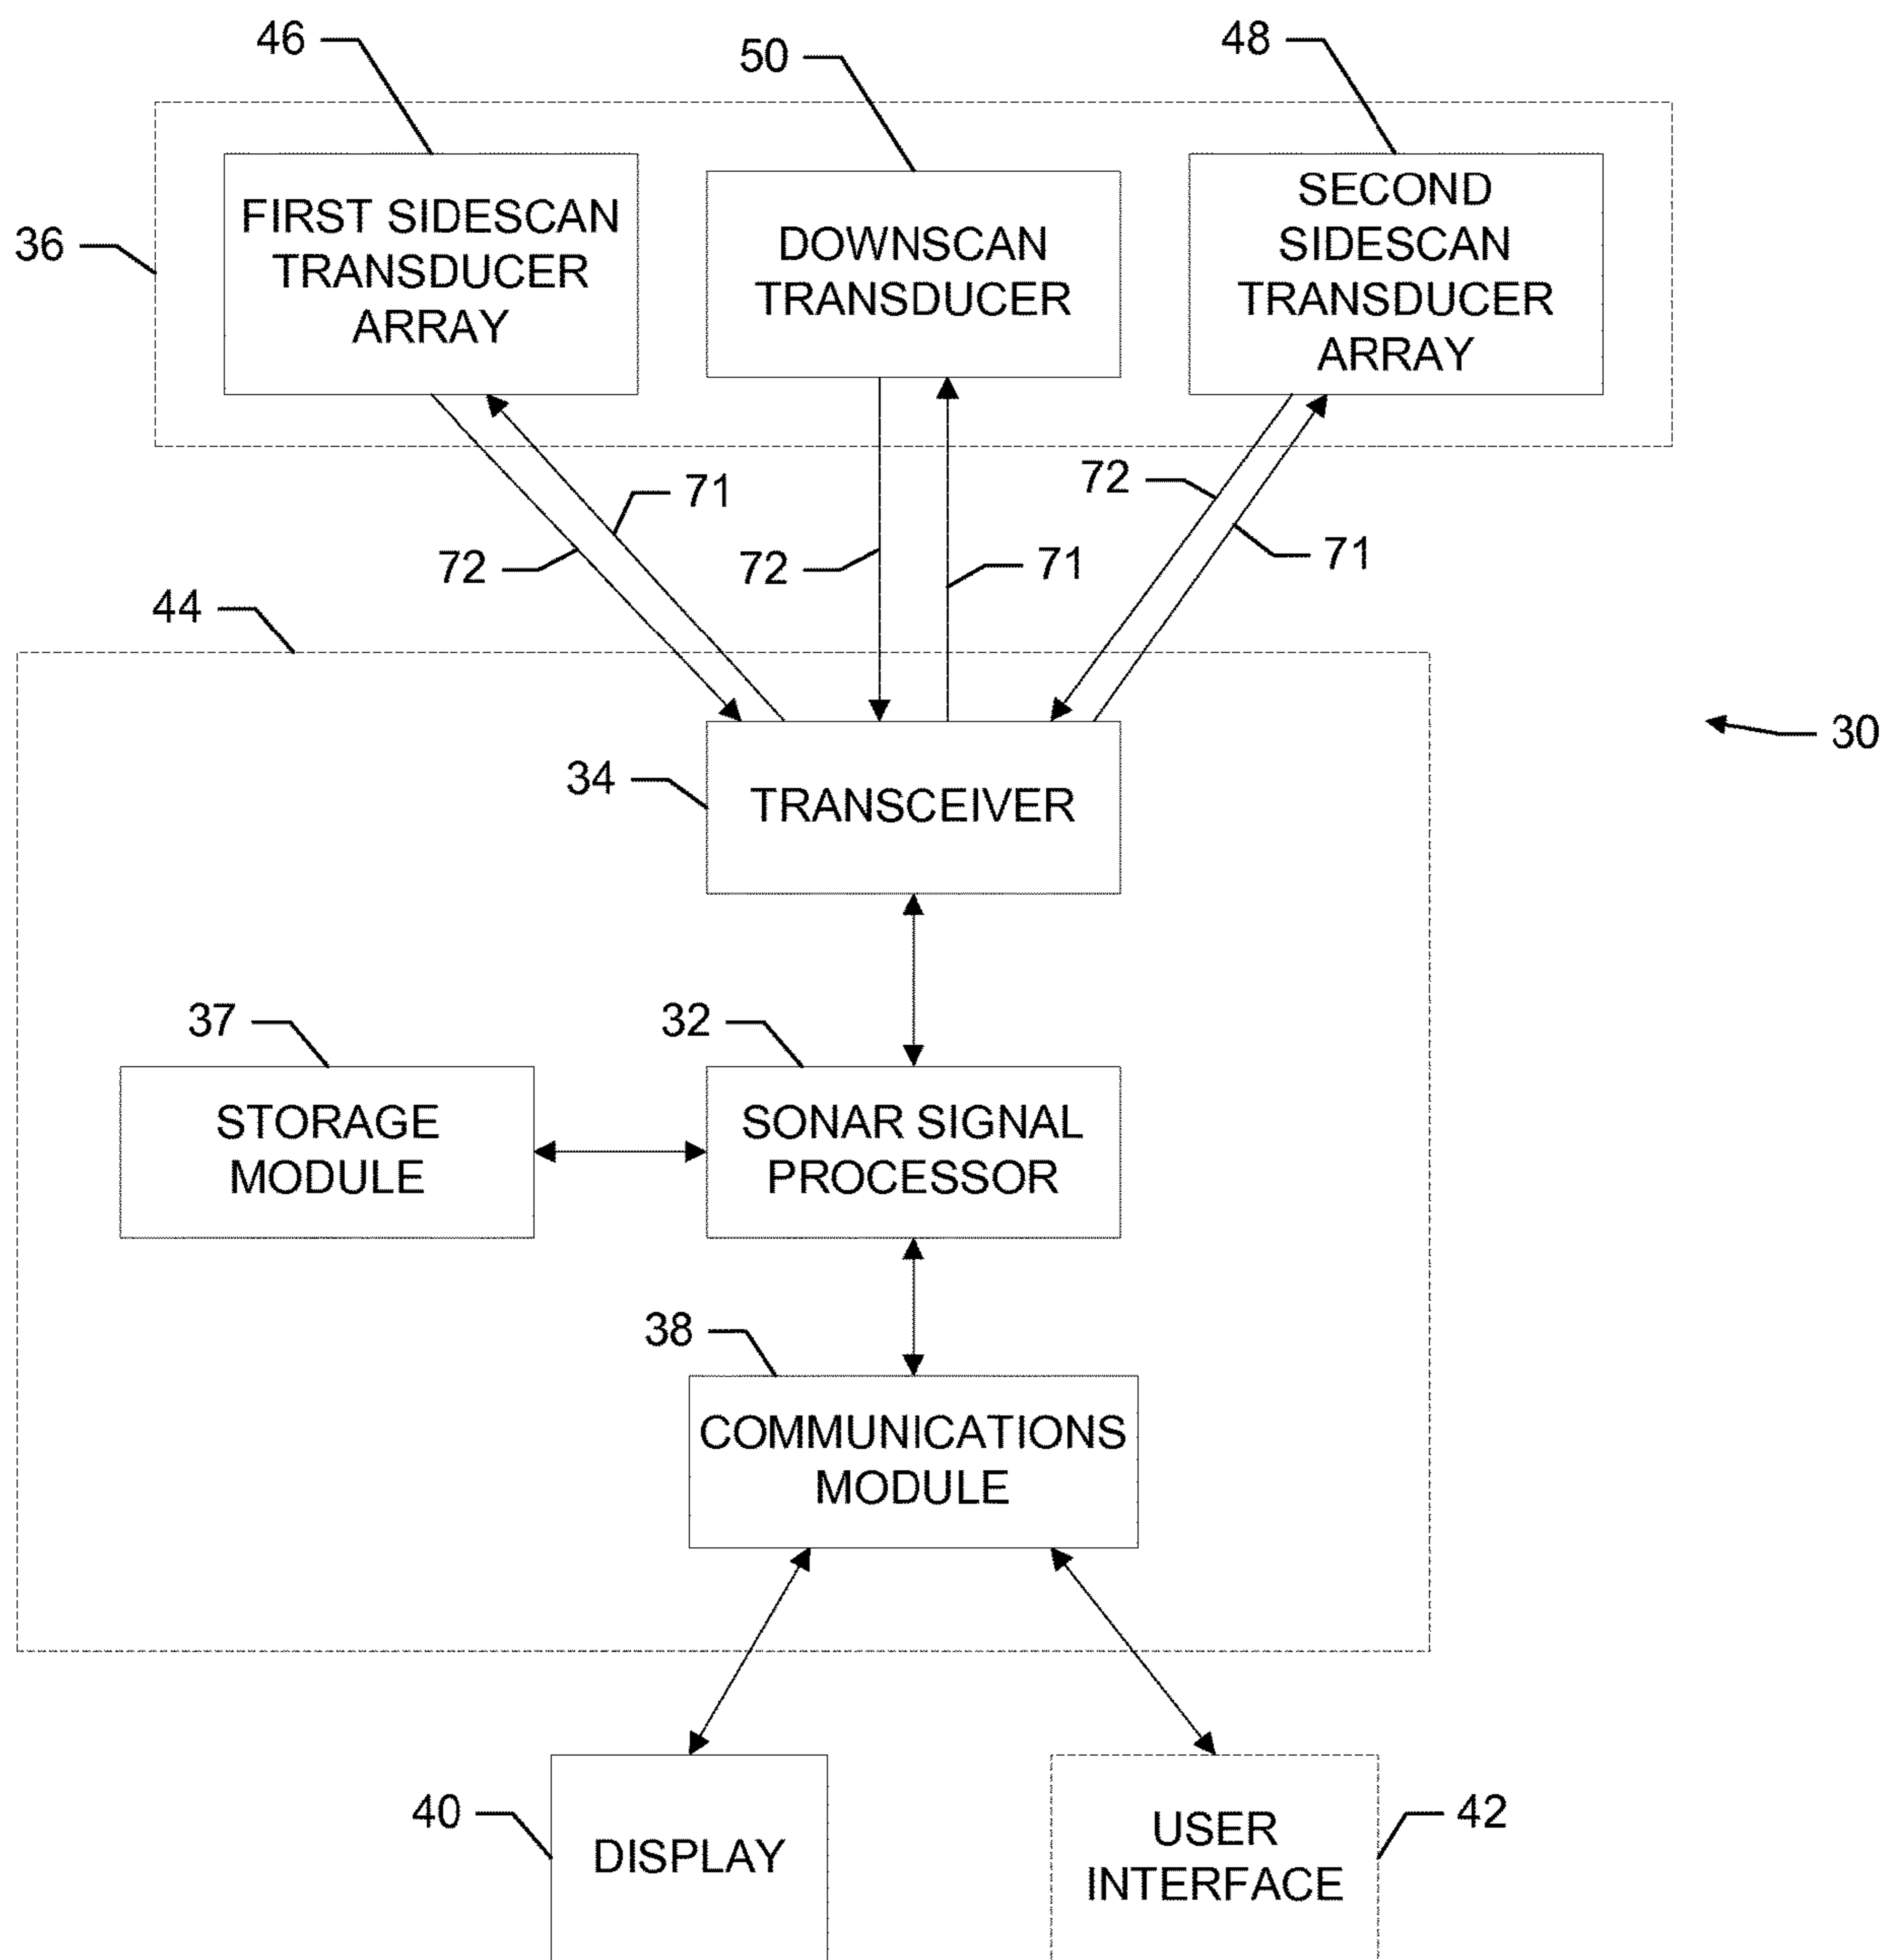 46
50
48
36
FIRST SIDESCAN
TRANSDUCER
ARRAY
DOWNSCAN
TRANSDUCER
SECOND
SIDESCAN
TRANSDUCER
ARRAY
72
71
72
71
72
71
44
30
34
TRANSCEIVER
37
32
STORAGE
MODULE
SONAR SIGNAL
PROCESSOR
38
COMMUNICATIONS
MODULE
40
DISPLAY
USER
INTERFACE
42